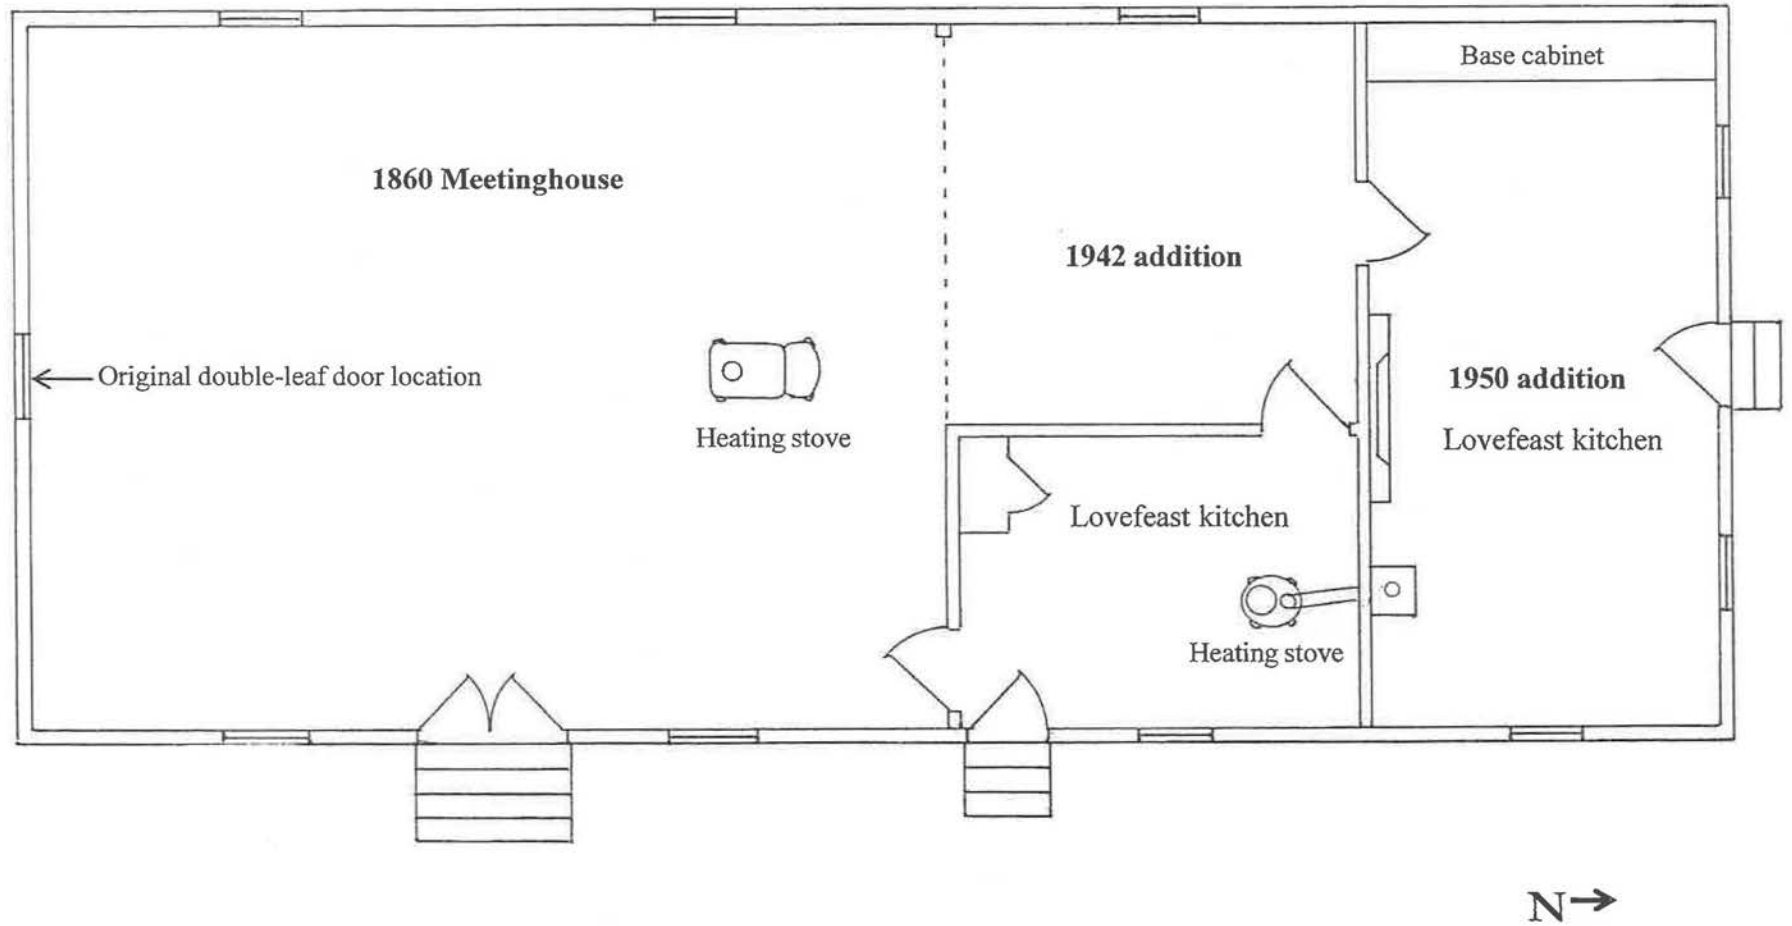 Base cabinet
1860 Meetinghouse
1942 addition
Original double-leaf door location
1950 addition
Heating stove
Lovefeast kitchen
Lovefeast kitchen
Heating stove
N